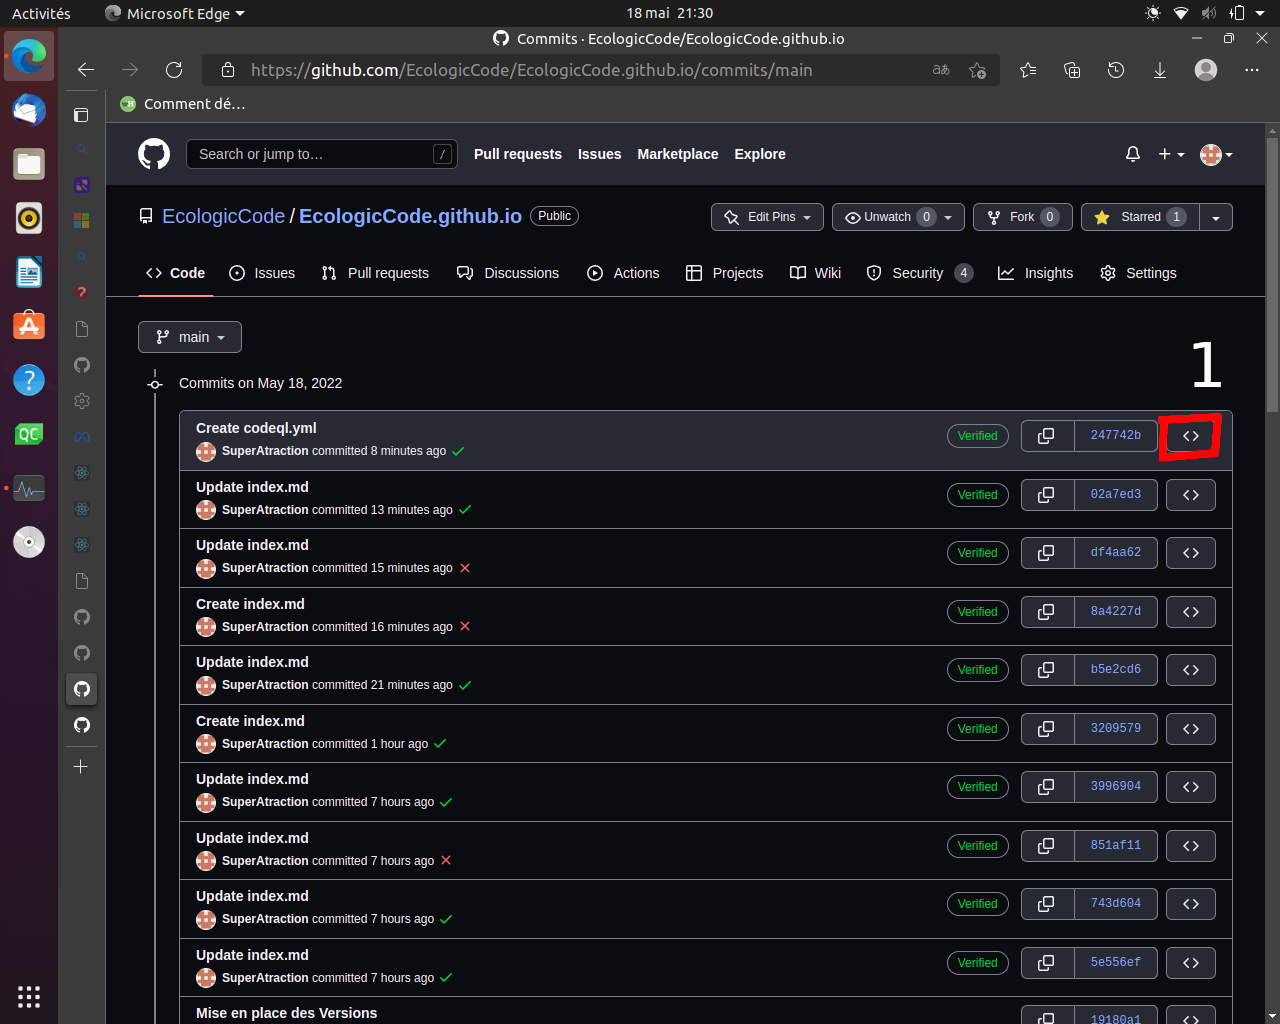 Activités
Microsoft Edge
18 mai 21:30
Commits · EcologicCode/EcologicCode.github.io
https://github.com/EcologicCode/EcologicCode.github.io/commits/main
aあ
Comment dé…
Search or jump to…
/
Pull requests
Issues
Marketplace
Explore
EcologicCode / EcologicCode.github.io
Public
Edit Pins
Unwatch 0
Fork 0
Starred 1
Code
Issues
Pull requests
Discussions
Actions
Projects
Wiki
Security 4
Insights
Settings
main
1
Commits on May 18, 2022
Create codeql.yml
SuperAtraction committed 8 minutes ago
Verified
247742b
Update index.md
SuperAtraction committed 13 minutes ago
Verified
02a7ed3
Update index.md
SuperAtraction committed 15 minutes ago
Verified
df4aa62
Create index.md
SuperAtraction committed 16 minutes ago
Verified
8a4227d
Update index.md
SuperAtraction committed 21 minutes ago
Verified
b5e2cd6
Create index.md
SuperAtraction committed 1 hour ago
Verified
3209579
Update index.md
SuperAtraction committed 7 hours ago
Verified
3996904
Update index.md
SuperAtraction committed 7 hours ago
Verified
851af11
Update index.md
SuperAtraction committed 7 hours ago
Verified
743d604
Update index.md
SuperAtraction committed 7 hours ago
Verified
5e556ef
Mise en place des Versions
19180a1
QC